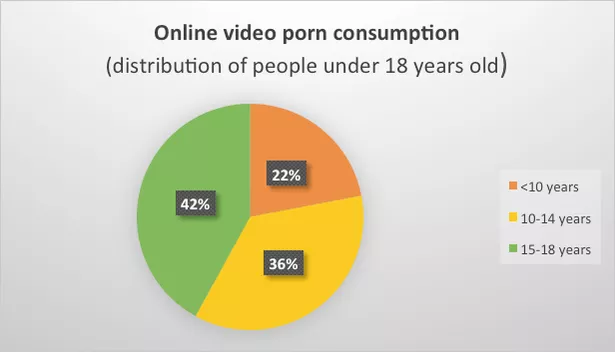 Online video porn consumption
(distribution of people under 18 years old)
22%
42%
36%
<10 years
10-14 years
15-18 years